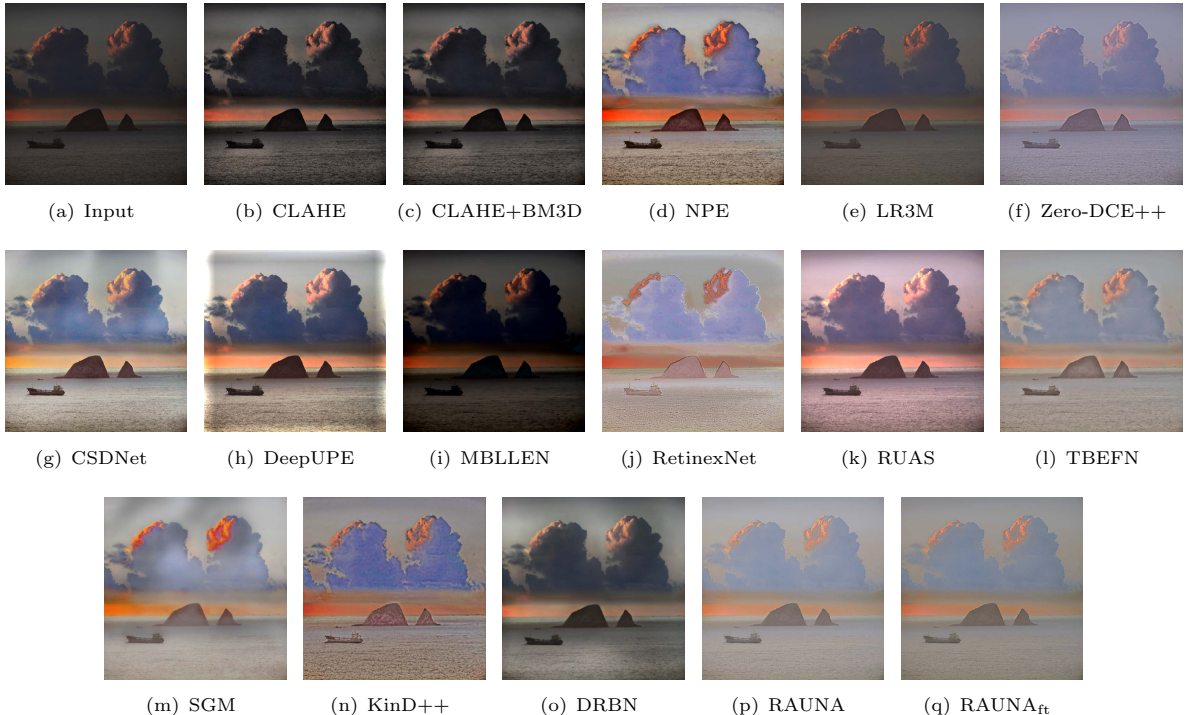 (a) Input (b) CLAHE (c) CLAHE+BM3D (d) NPE (e) LR3M (f) Zero-DCE++
(g) CSDNet (h) DeepUPE (i) MBLLEN (j) RetinexNet (k) RUAS (l) TBEFN
(m) SGM (n) KinD++ (o) DRBN (p) RAUNA (q) RAUNAft